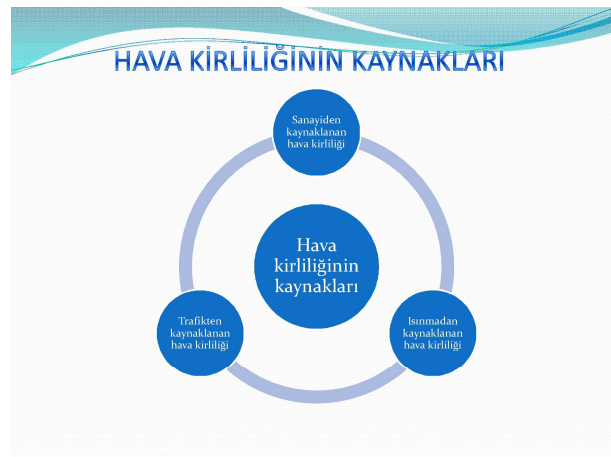 HAVA KİRLİLİĞİNİN KAYNAKLARI
Sanayiden
kaynaklanan
hava kirliliği
Hava
kirliliğinin
kaynakları
Trafikten
kaynaklanan
hava kirliliği
Isınmadan
kaynaklanan
hava kirliliği